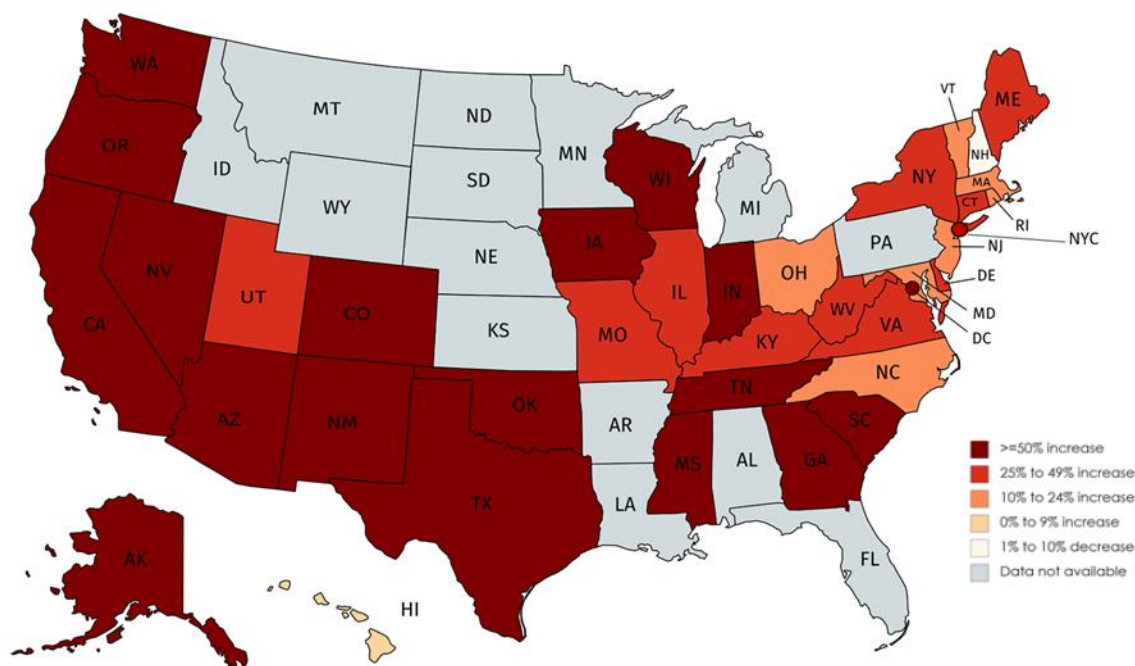 WA
OR
CA
NV
ID
MT
WY
UT
AZ
CO
NM
ND
SD
NE
KS
OK
TX
MN
IA
MO
AR
LA
WI
IL
MI
IN
OH
KY
TN
MS
AL
GA
FL
SC
NC
VA
WV
PA
NY
VT
NH
ME
MA
CT
RI
NYC
NJ
DE
MD
DC
AK
HI
>=50% increase
25% to 49% increase
10% to 24% increase
0% to 9% increase
1% to 10% decrease
Data not available